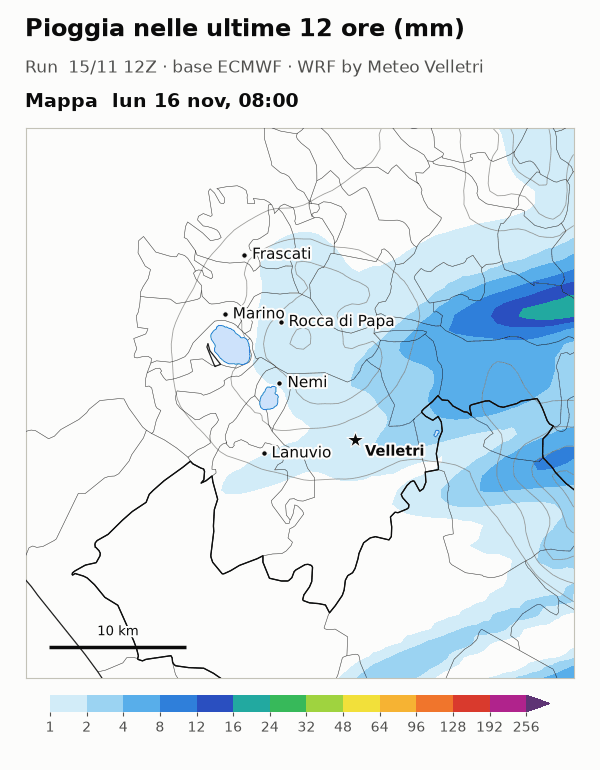 Pioggia nelle ultime 12 ore (mm)
Run  15/11 12Z · base ECMWF · WRF by Meteo Velletri
Mappa  lun 16 nov, 08:00
Frascati
Marino
Rocca di Papa
Nemi
Velletri
Lanuvio
10 km
1 2 4 8 12 16 24 32 48 64 96 128 192 256